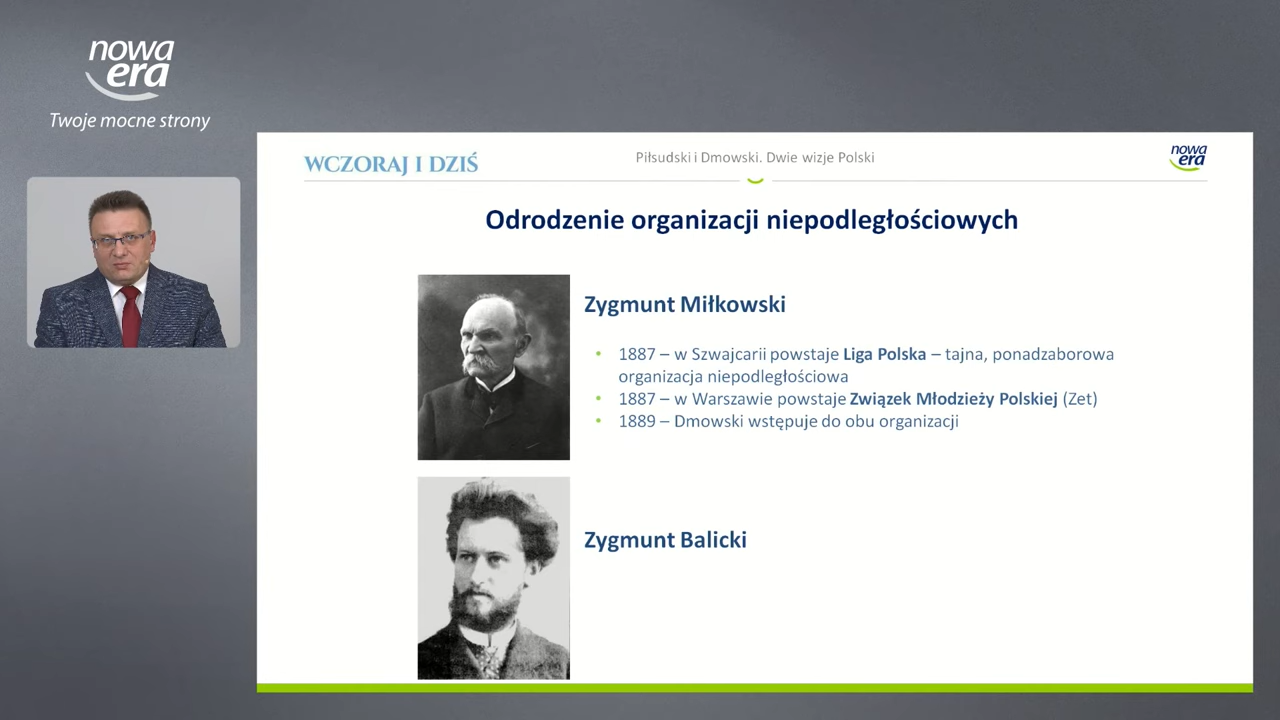 nowa
era
Twoje mocne strony
WCZORAJ I DZIŚ
Piłsudski i Dmowski. Dwie wizje Polski
nowa
era
Odrodzenie organizacji niepodległościowych
Zygmunt Miłkowski
• 1887 – w Szwajcarii powstaje Liga Polska – tajna, ponadzaborowa
organizacja niepodległościowa
• 1887 – w Warszawie powstaje Związek Młodzieży Polskiej (Zet)
• 1889 – Dmowski wstępuje do obu organizacji
Zygmunt Balicki